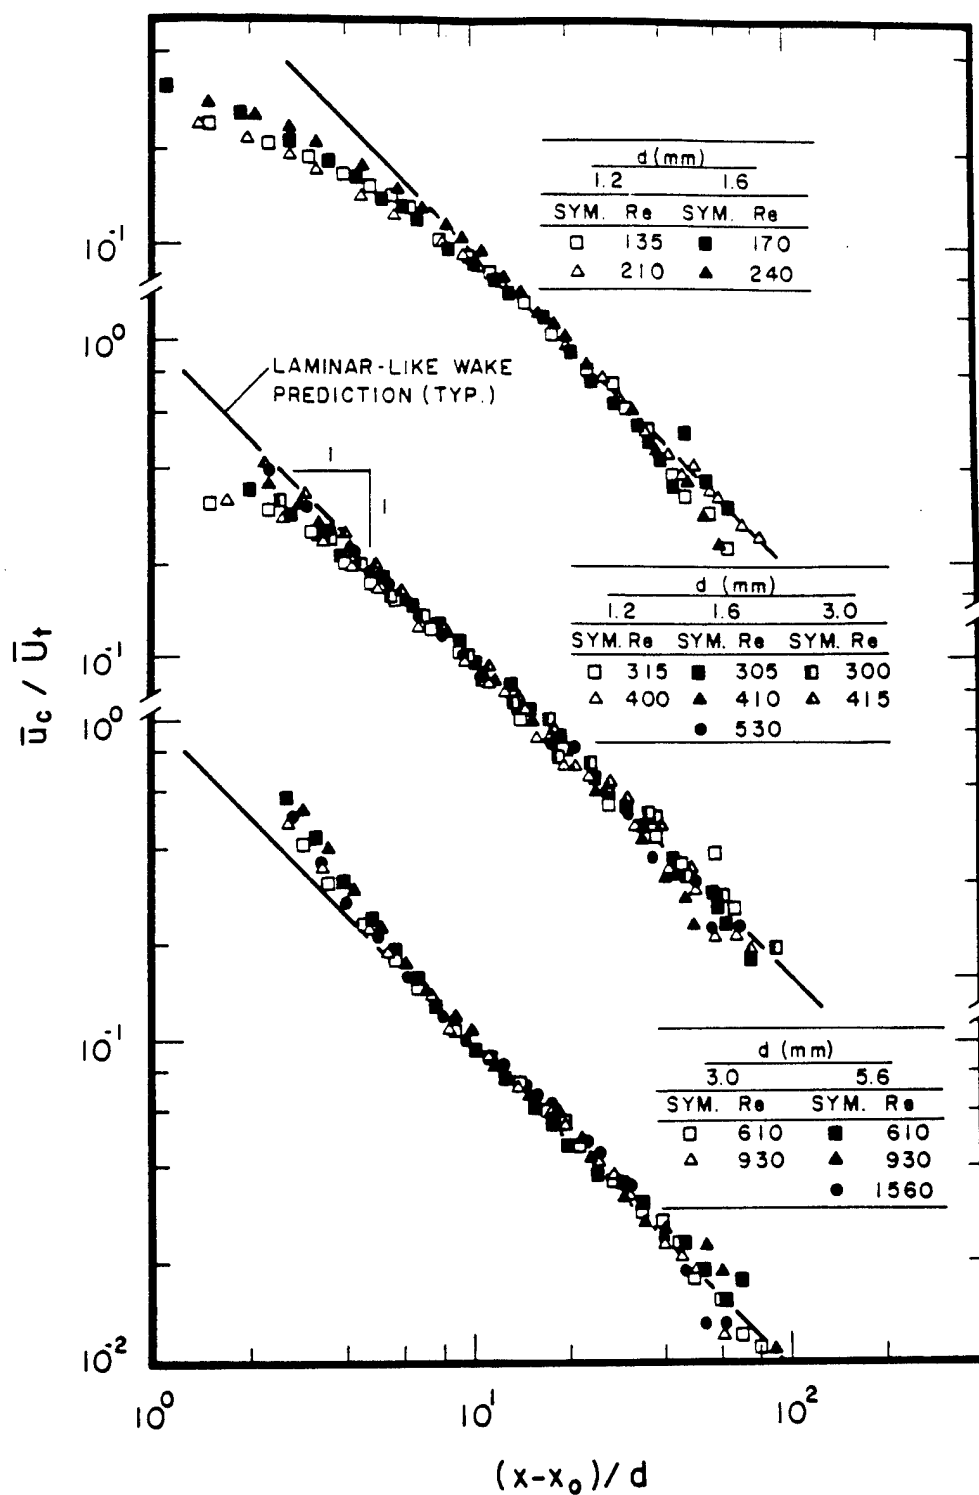 d (mm)
1.2 1.6
SYM. Re SYM. Re
□ 135 ■ 170
△ 210 ▲ 240
10⁻¹
10⁰
LAMINAR-LIKE WAKE
PREDICTION (TYP.)
1
1
d (mm)
1.2 1.6 3.0
SYM. Re SYM. Re SYM. Re
315 305 300
400 410 415
530
10⁻¹
10⁰
u̅c / U̅t
10⁻¹
d (mm)
3.0 5.6
SYM. Re SYM. Re
□ 610 ■ 610
△ 930 ▲ 930
● 1560
10⁻²
10⁰ 10¹ 10²
(x-x₀)/d